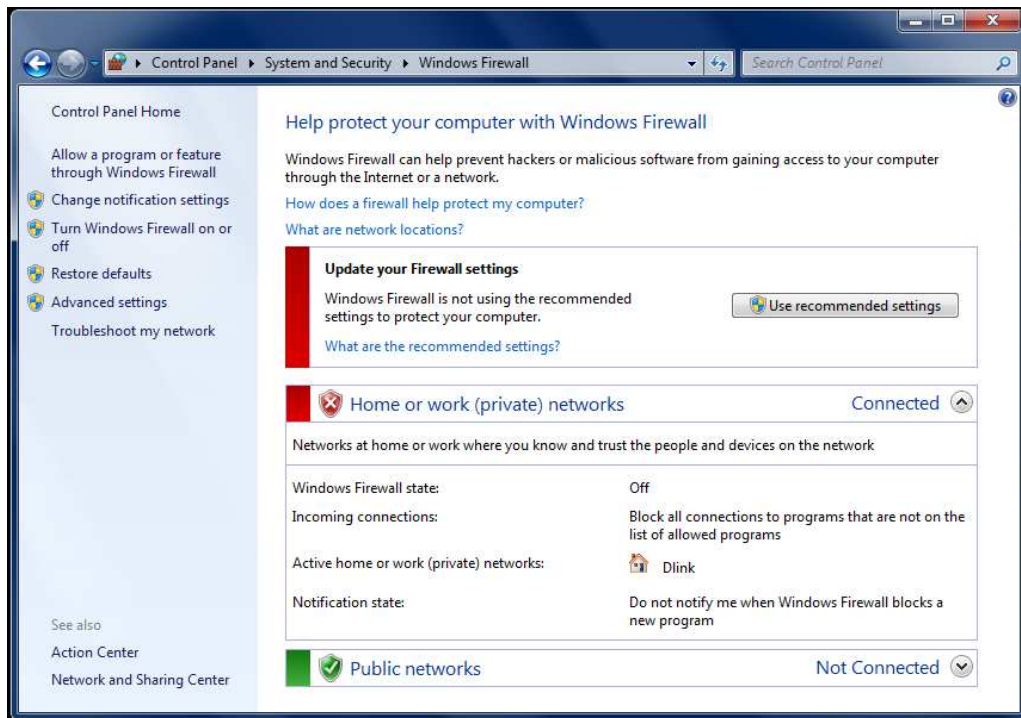 Control Panel ▸ System and Security ▸ Windows Firewall
Search Control Panel
Control Panel Home
Allow a program or feature
through Windows Firewall
Change notification settings
Turn Windows Firewall on or
off
Restore defaults
Advanced settings
Troubleshoot my network
See also
Action Center
Network and Sharing Center
Help protect your computer with Windows Firewall
Windows Firewall can help prevent hackers or malicious software from gaining access to your computer
through the Internet or a network.
How does a firewall help protect my computer?
What are network locations?
Update your Firewall settings
Windows Firewall is not using the recommended
settings to protect your computer.
Use recommended settings
What are the recommended settings?
Home or work (private) networks Connected
Networks at home or work where you know and trust the people and devices on the network
Windows Firewall state: Off
Incoming connections: Block all connections to programs that are not on the
list of allowed programs
Active home or work (private) networks: Dlink
Notification state: Do not notify me when Windows Firewall blocks a
new program
Public networks Not Connected